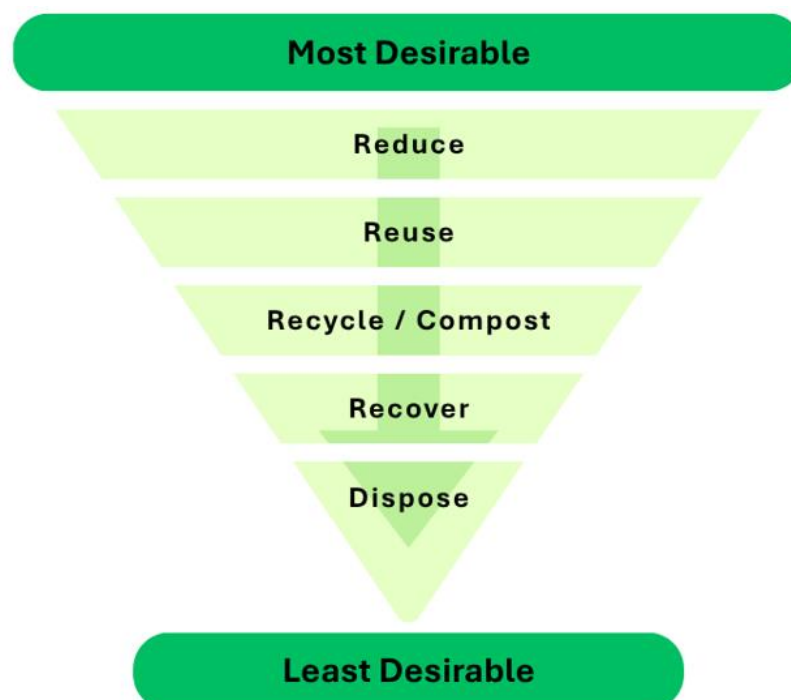 Most Desirable
Reduce
Reuse
Recycle / Compost
Recover
Dispose
Least Desirable